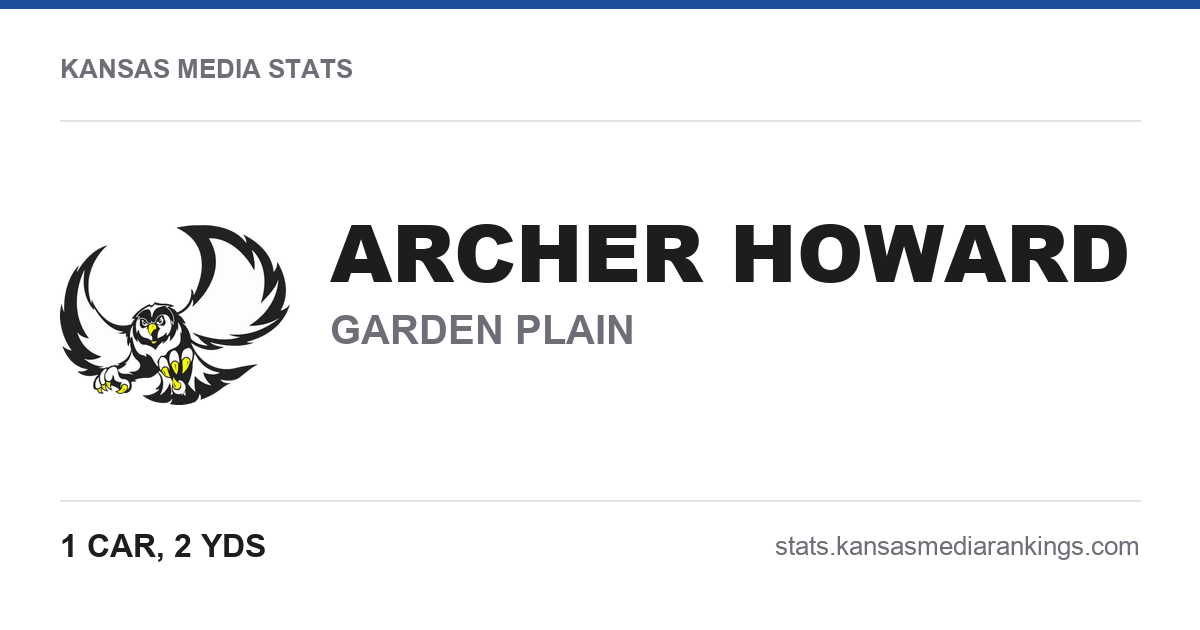 KANSAS MEDIA STATS
ARCHER HOWARD
GARDEN PLAIN
1 CAR, 2 YDS
stats.kansasmediarankings.com